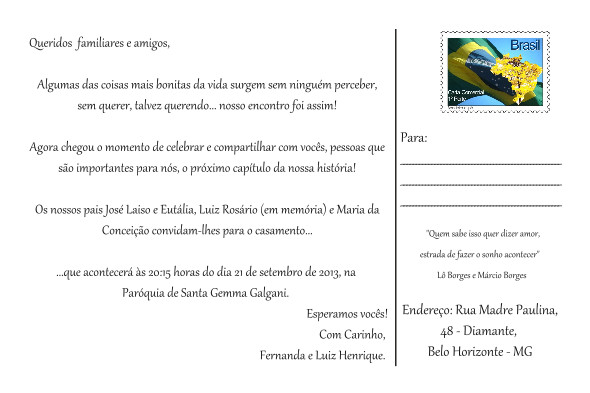 Queridos familiares e amigos,
Algumas das coisas mais bonitas da vida surgem sem ninguém perceber,
sem querer, talvez querendo... nosso encontro foi assim!
Agora chegou o momento de celebrar e compartilhar com vocês, pessoas que
são importantes para nós, o próximo capítulo da nossa história!
Os nossos pais José Laiso e Eutália, Luiz Rosário (em memória) e Maria da
Conceição convidam-lhes para o casamento...
...que acontecerá às 20:15 horas do dia 21 de setembro de 2013, na
Paróquia de Santa Gemma Galgani.
Esperamos vocês!
Com Carinho,
Fernanda e Luiz Henrique.
Brasil
Carta Comercial
1º Porte
Para:
"Quem sabe isso quer dizer amor,
estrada de fazer o sonho acontecer"
Lô Borges e Márcio Borges
Endereço: Rua Madre Paulina,
48 - Diamante,
Belo Horizonte - MG